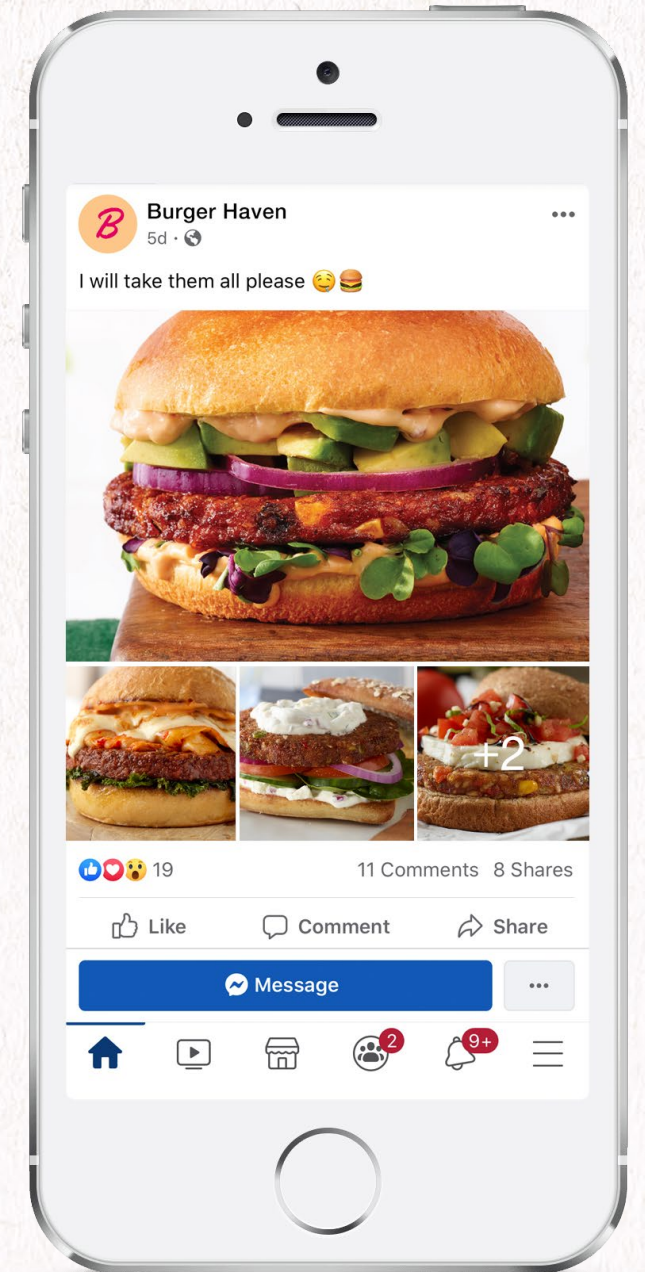 B
Burger Haven
5d ·
I will take them all please 🤤🍔
+2
19
11 Comments 8 Shares
Like
Comment
Share
Message
2
9+